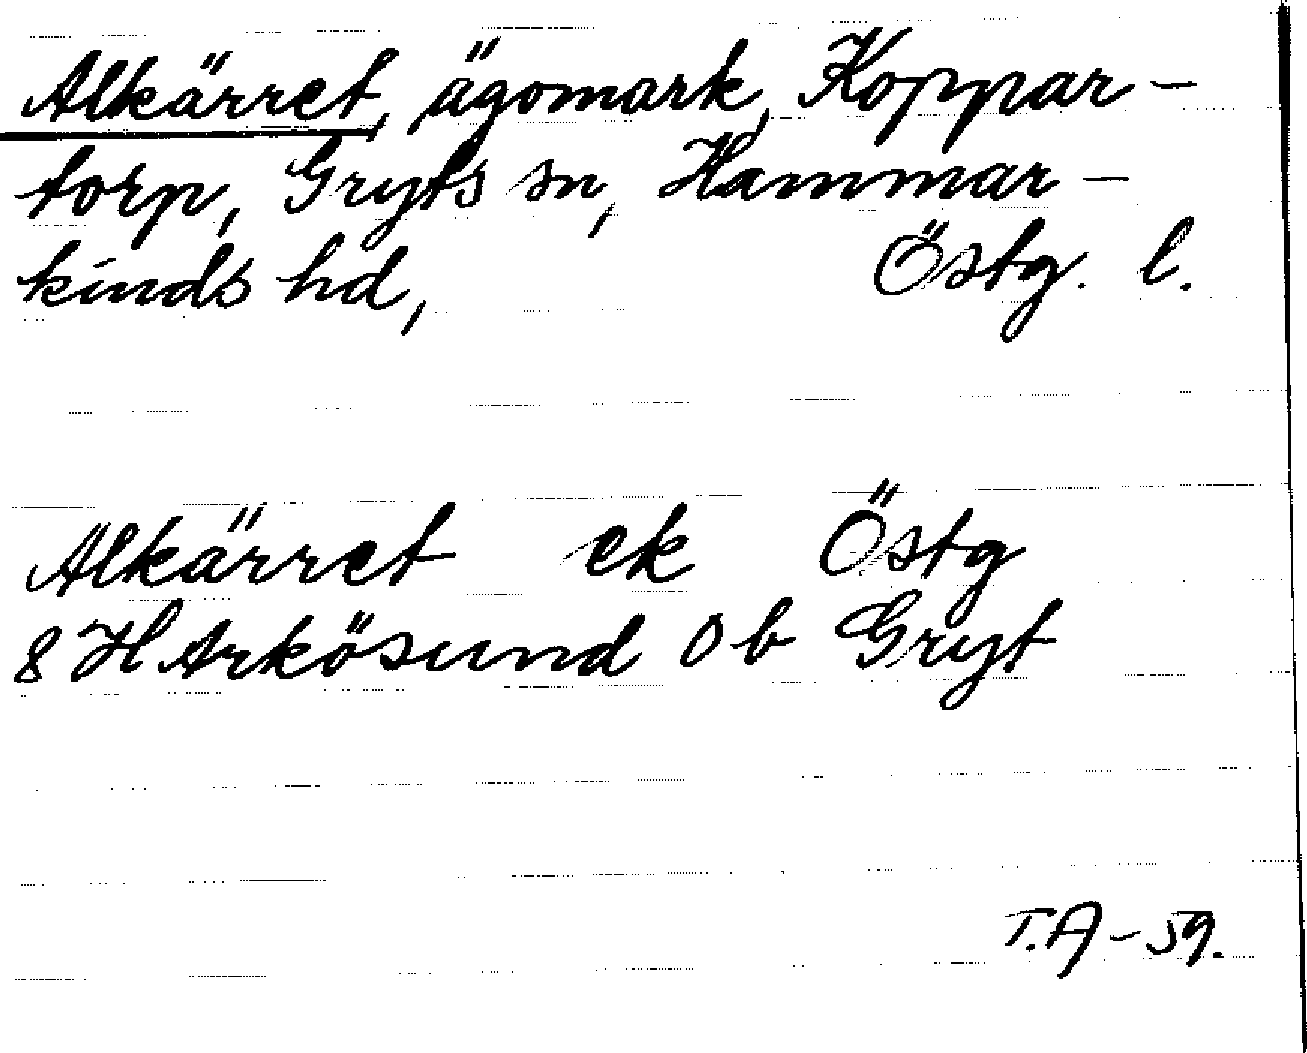 Alkärret, ägomark, Koppar-
torp, Gryts sn, Hammar-
kinds hd, Östg. l.
Alkärret ek Östg
8 H Arkösund 0 b Gryt
T.A-59.